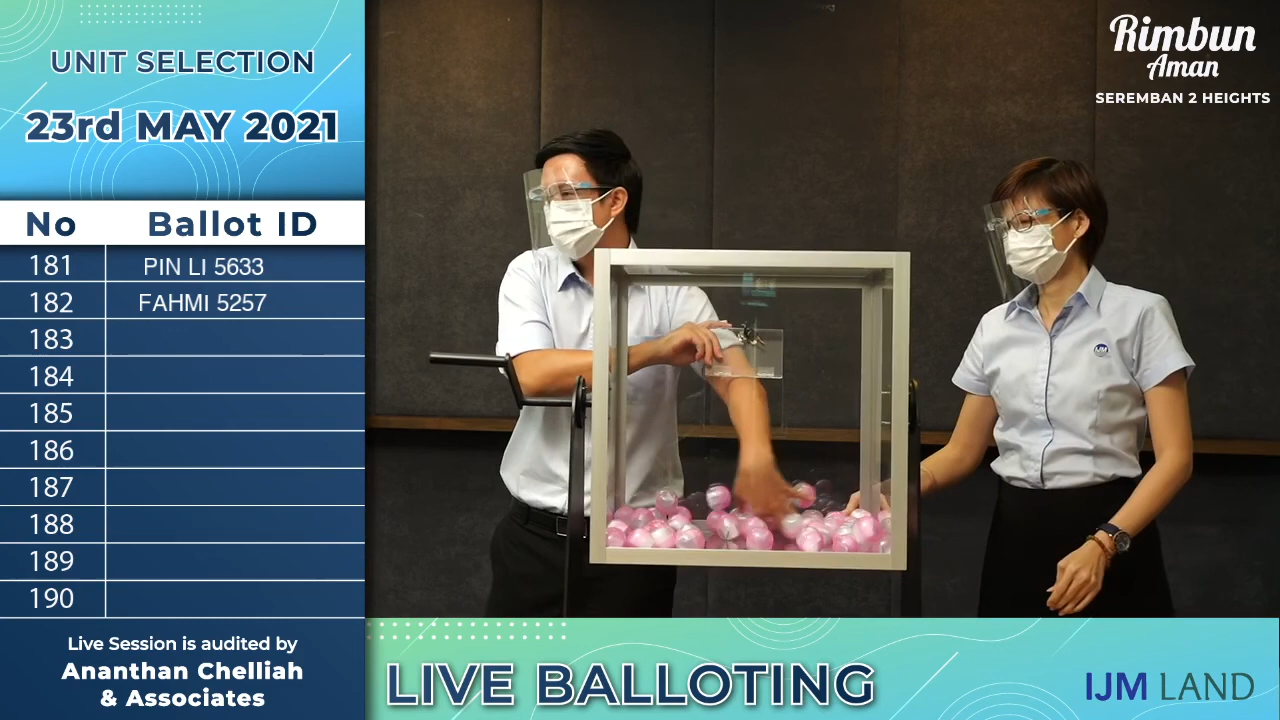 UNIT SELECTION
23rd MAY 2021
No Ballot ID
181 PIN LI 5633
182 FAHMI 5257
183
184
185
186
187
188
189
190
Live Session is audited by
Ananthan Chelliah
& Associates
Rimbun
Aman
SEREMBAN 2 HEIGHTS
IJM
LIVE BALLOTING
IJM LAND